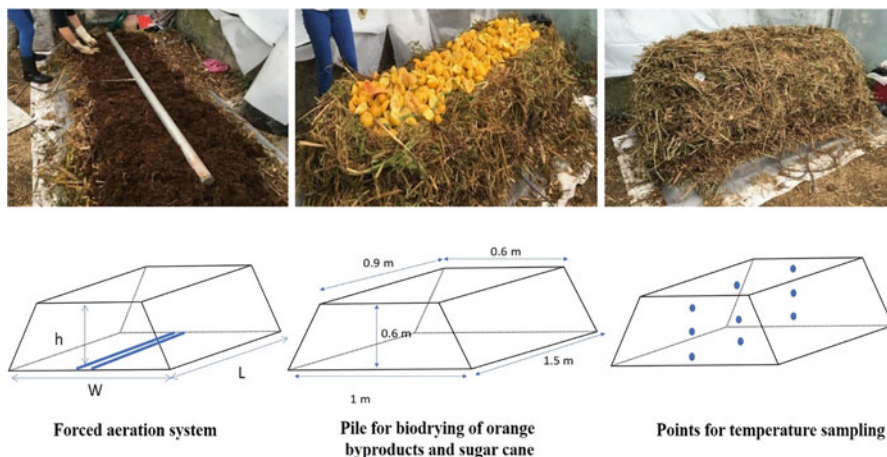 0.9 m
0.6 m
h
0.6 m
L
1.5 m
W
1 m
Forced aeration system
Pile for biodrying of orange
byproducts and sugar cane
Points for temperature sampling